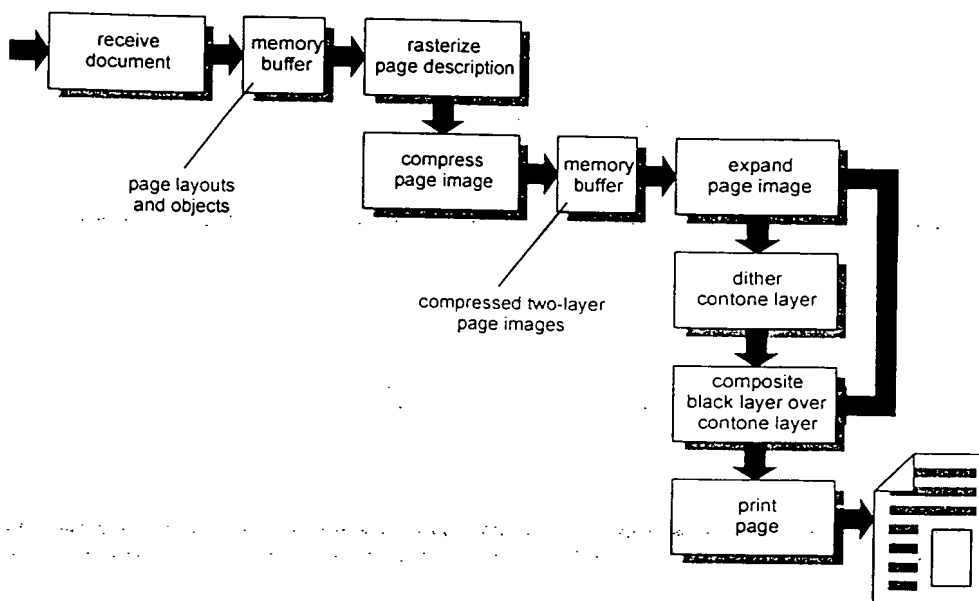 receive
document
memory
buffer
rasterize
page description
page layouts
and objects
compress
page image
memory
buffer
expand
page image
compressed two-layer
page images
dither
contone layer
composite
black layer over
contone layer
print
page